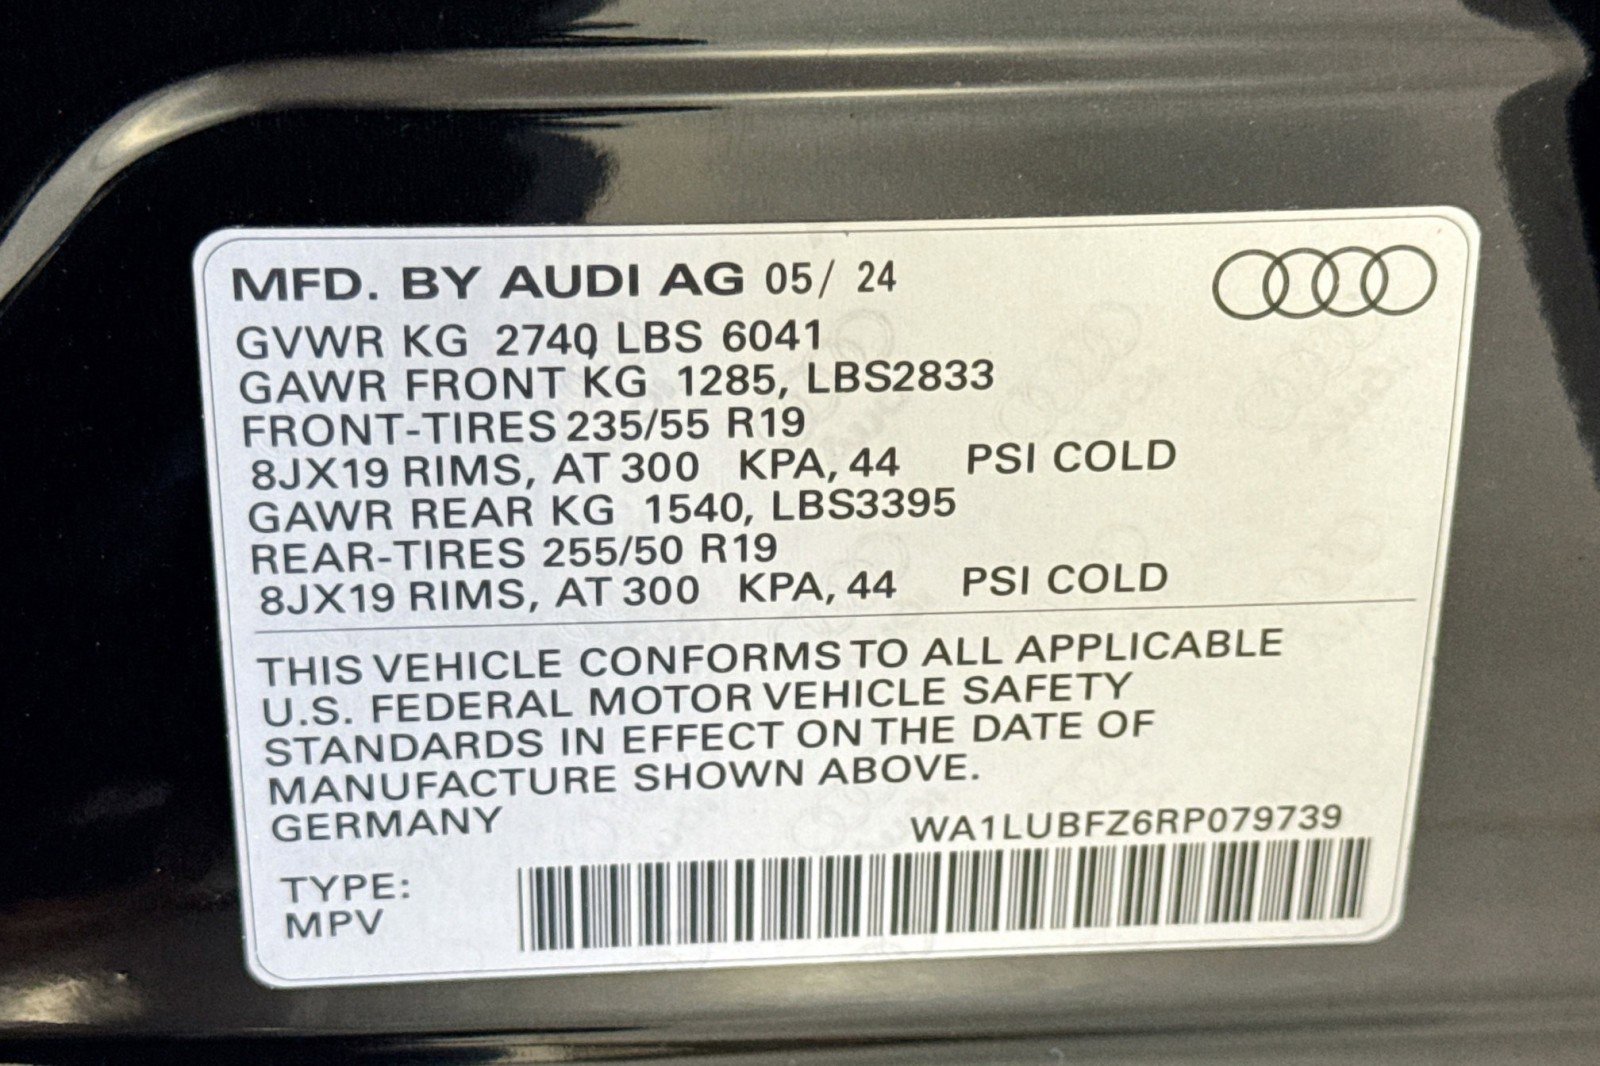 MFD. BY AUDI AG 05/ 24
GVWR KG 2740 LBS 6041
GAWR FRONT KG 1285, LBS2833
FRONT-TIRES 235/55 R19
8JX19 RIMS, AT 300 KPA, 44 PSI COLD
GAWR REAR KG 1540, LBS3395
REAR-TIRES 255/50 R19
8JX19 RIMS, AT 300 KPA, 44 PSI COLD
THIS VEHICLE CONFORMS TO ALL APPLICABLE
U.S. FEDERAL MOTOR VEHICLE SAFETY
STANDARDS IN EFFECT ON THE DATE OF
MANUFACTURE SHOWN ABOVE.
GERMANY
WA1LUBFZ6RP079739
TYPE:
MPV